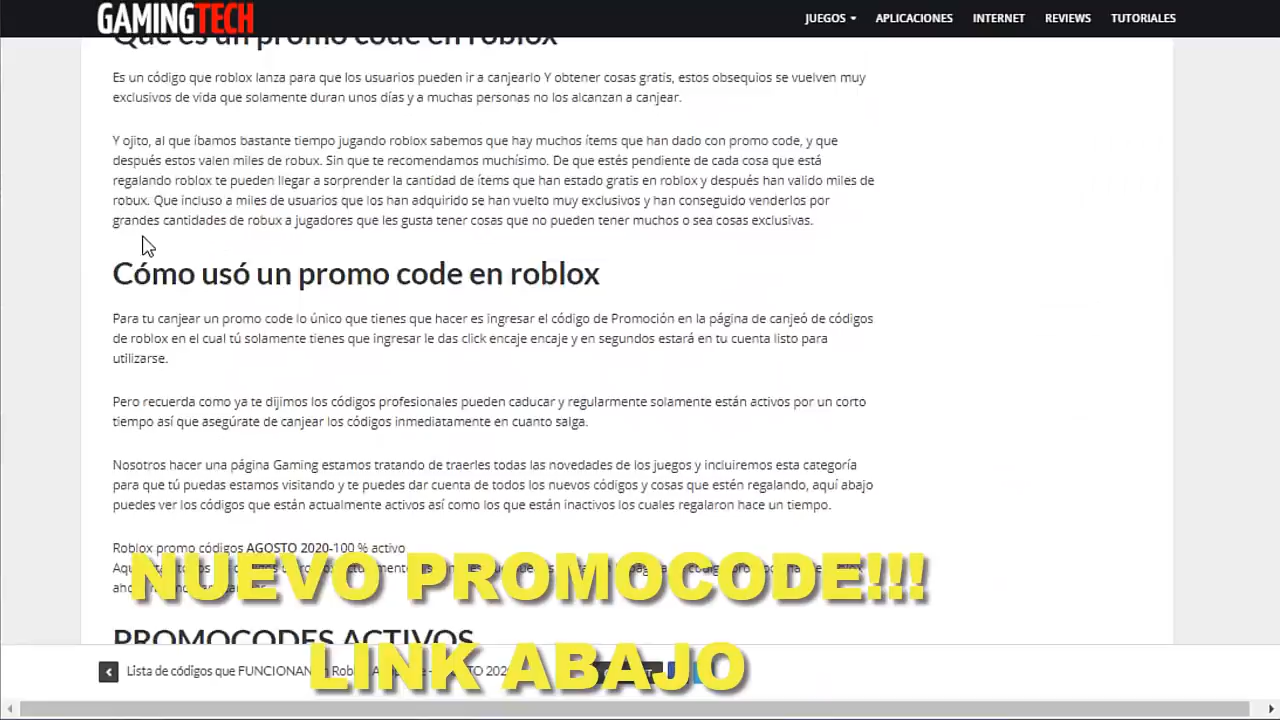 GAMINGTECH
JUEGOS APLICACIONES INTERNET REVIEWS TUTORIALES
Que es un promo code en roblox
Es un código que roblox lanza para que los usuarios pueden ir a canjearlo Y obtener cosas gratis, estos obsequios se vuelven muy
exclusivos de vida que solamente duran unos días y a muchas personas no los alcanzan a canjear.
Y ojito, al que íbamos bastante tiempo jugando roblox sabemos que hay muchos ítems que han dado con promo code, y que
después estos valen miles de robux. Sin que te recomendamos muchísimo. De que estés pendiente de cada cosa que está
regalando roblox te pueden llegar a sorprender la cantidad de ítems que han estado gratis en roblox y después han valido miles de
robux. Que incluso a miles de usuarios que los han adquirido se han vuelto muy exclusivos y han conseguido venderlos por
grandes cantidades de robux a jugadores que les gusta tener cosas que no pueden tener muchos o sea cosas exclusivas.
Cómo usó un promo code en roblox
Para tu canjear un promo code lo único que tienes que hacer es ingresar el código de Promoción en la página de canjeó de códigos
de roblox en el cual tú solamente tienes que ingresar le das click encaje encaje y en segundos estará en tu cuenta listo para
utilizarse.
Pero recuerda como ya te dijimos los códigos profesionales pueden caducar y regularmente solamente están activos por un corto
tiempo así que asegúrate de canjear los códigos inmediatamente en cuanto salga.
Nosotros hacer una página Gaming estamos tratando de traerles todas las novedades de los juegos y incluiremos esta categoría
para que tú puedas estamos visitando y te puedes dar cuenta de todos los nuevos códigos y cosas que estén regalando, aquí abajo
puedes ver los códigos que están actualmente activos así como los que están inactivos los cuales regalaron hace un tiempo.
Roblox promo códigos AGOSTO 2020-100 % activo
NUEVO PROMOCODE!!!
PROMOCODES ACTIVOS
Lista de códigos que FUNCIONAN
LINK ABAJO